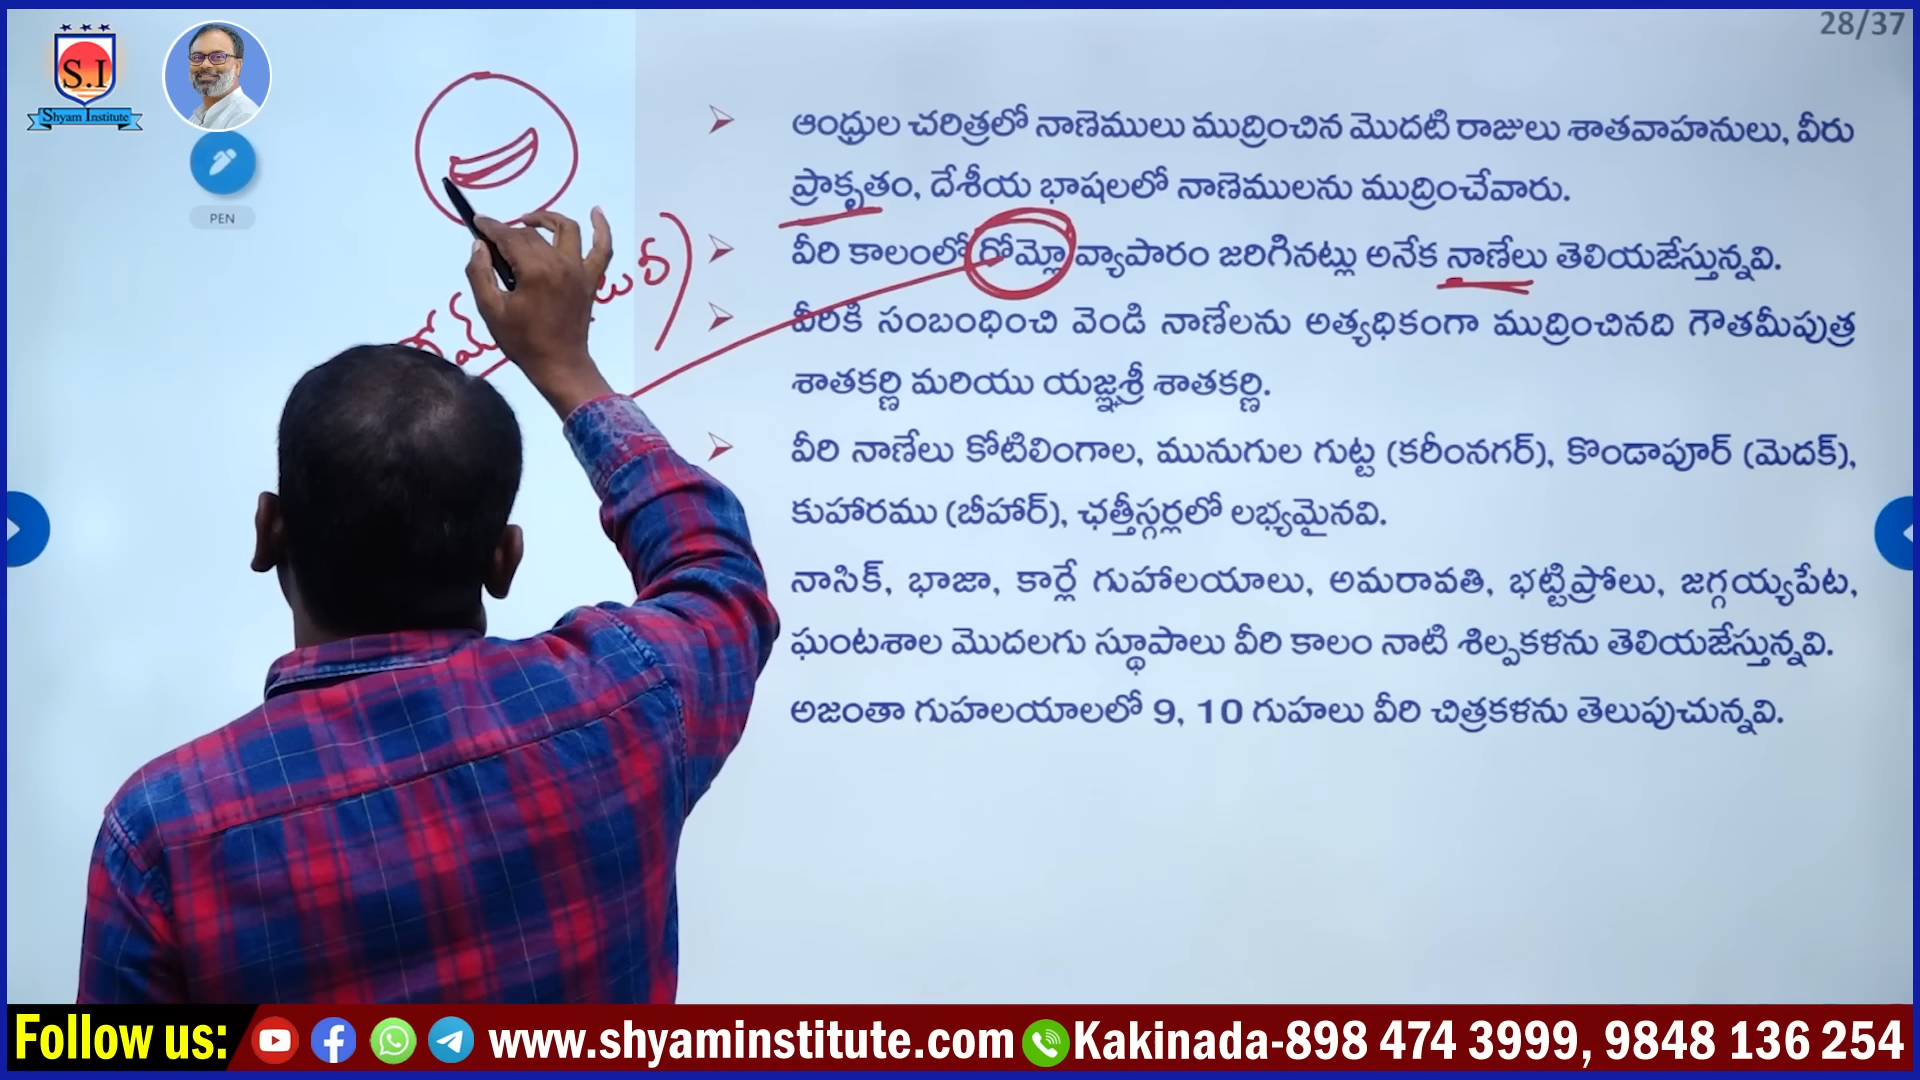 28/37
S.I
Shyam Institute
PEN
ఆంధ్రుల చరిత్రలో నాణెములు ముద్రించిన మొదటి రాజులు శాతవాహనులు, వీరు
ప్రాకృతం, దేశీయ భాషలలో నాణెములను ముద్రించేవారు.
వీరి కాలంలో రోమ్లో వ్యాపారం జరిగినట్లు అనేక నాణేలు తెలియజేస్తున్నవి.
వీరికి సంబంధించి వెండి నాణేలను అత్యధికంగా ముద్రించినది గౌతమీపుత్ర
శాతకర్ణి మరియు యజ్ఞశ్రీ శాతకర్ణి.
వీరి నాణేలు కోటిలింగాల, మునుగుల గుట్ట (కరీంనగర్), కొండాపూర్ (మెదక్),
కుహారము (బీహార్), ఛత్తీస్గర్లలో లభ్యమైనవి.
నాసిక్, భాజా, కార్లే గుహాలయాలు, అమరావతి, భట్టిప్రోలు, జగ్గయ్యపేట,
ఘంటశాల మొదలగు స్థూపాలు వీరి కాలం నాటి శిల్పకళను తెలియజేస్తున్నవి.
అజంతా గుహలయాలలో 9, 10 గుహలు వీరి చిత్రకళను తెలుపుచున్నవి.
Follow us: www.shyaminstitute.com Kakinada-898 474 3999, 9848 136 254